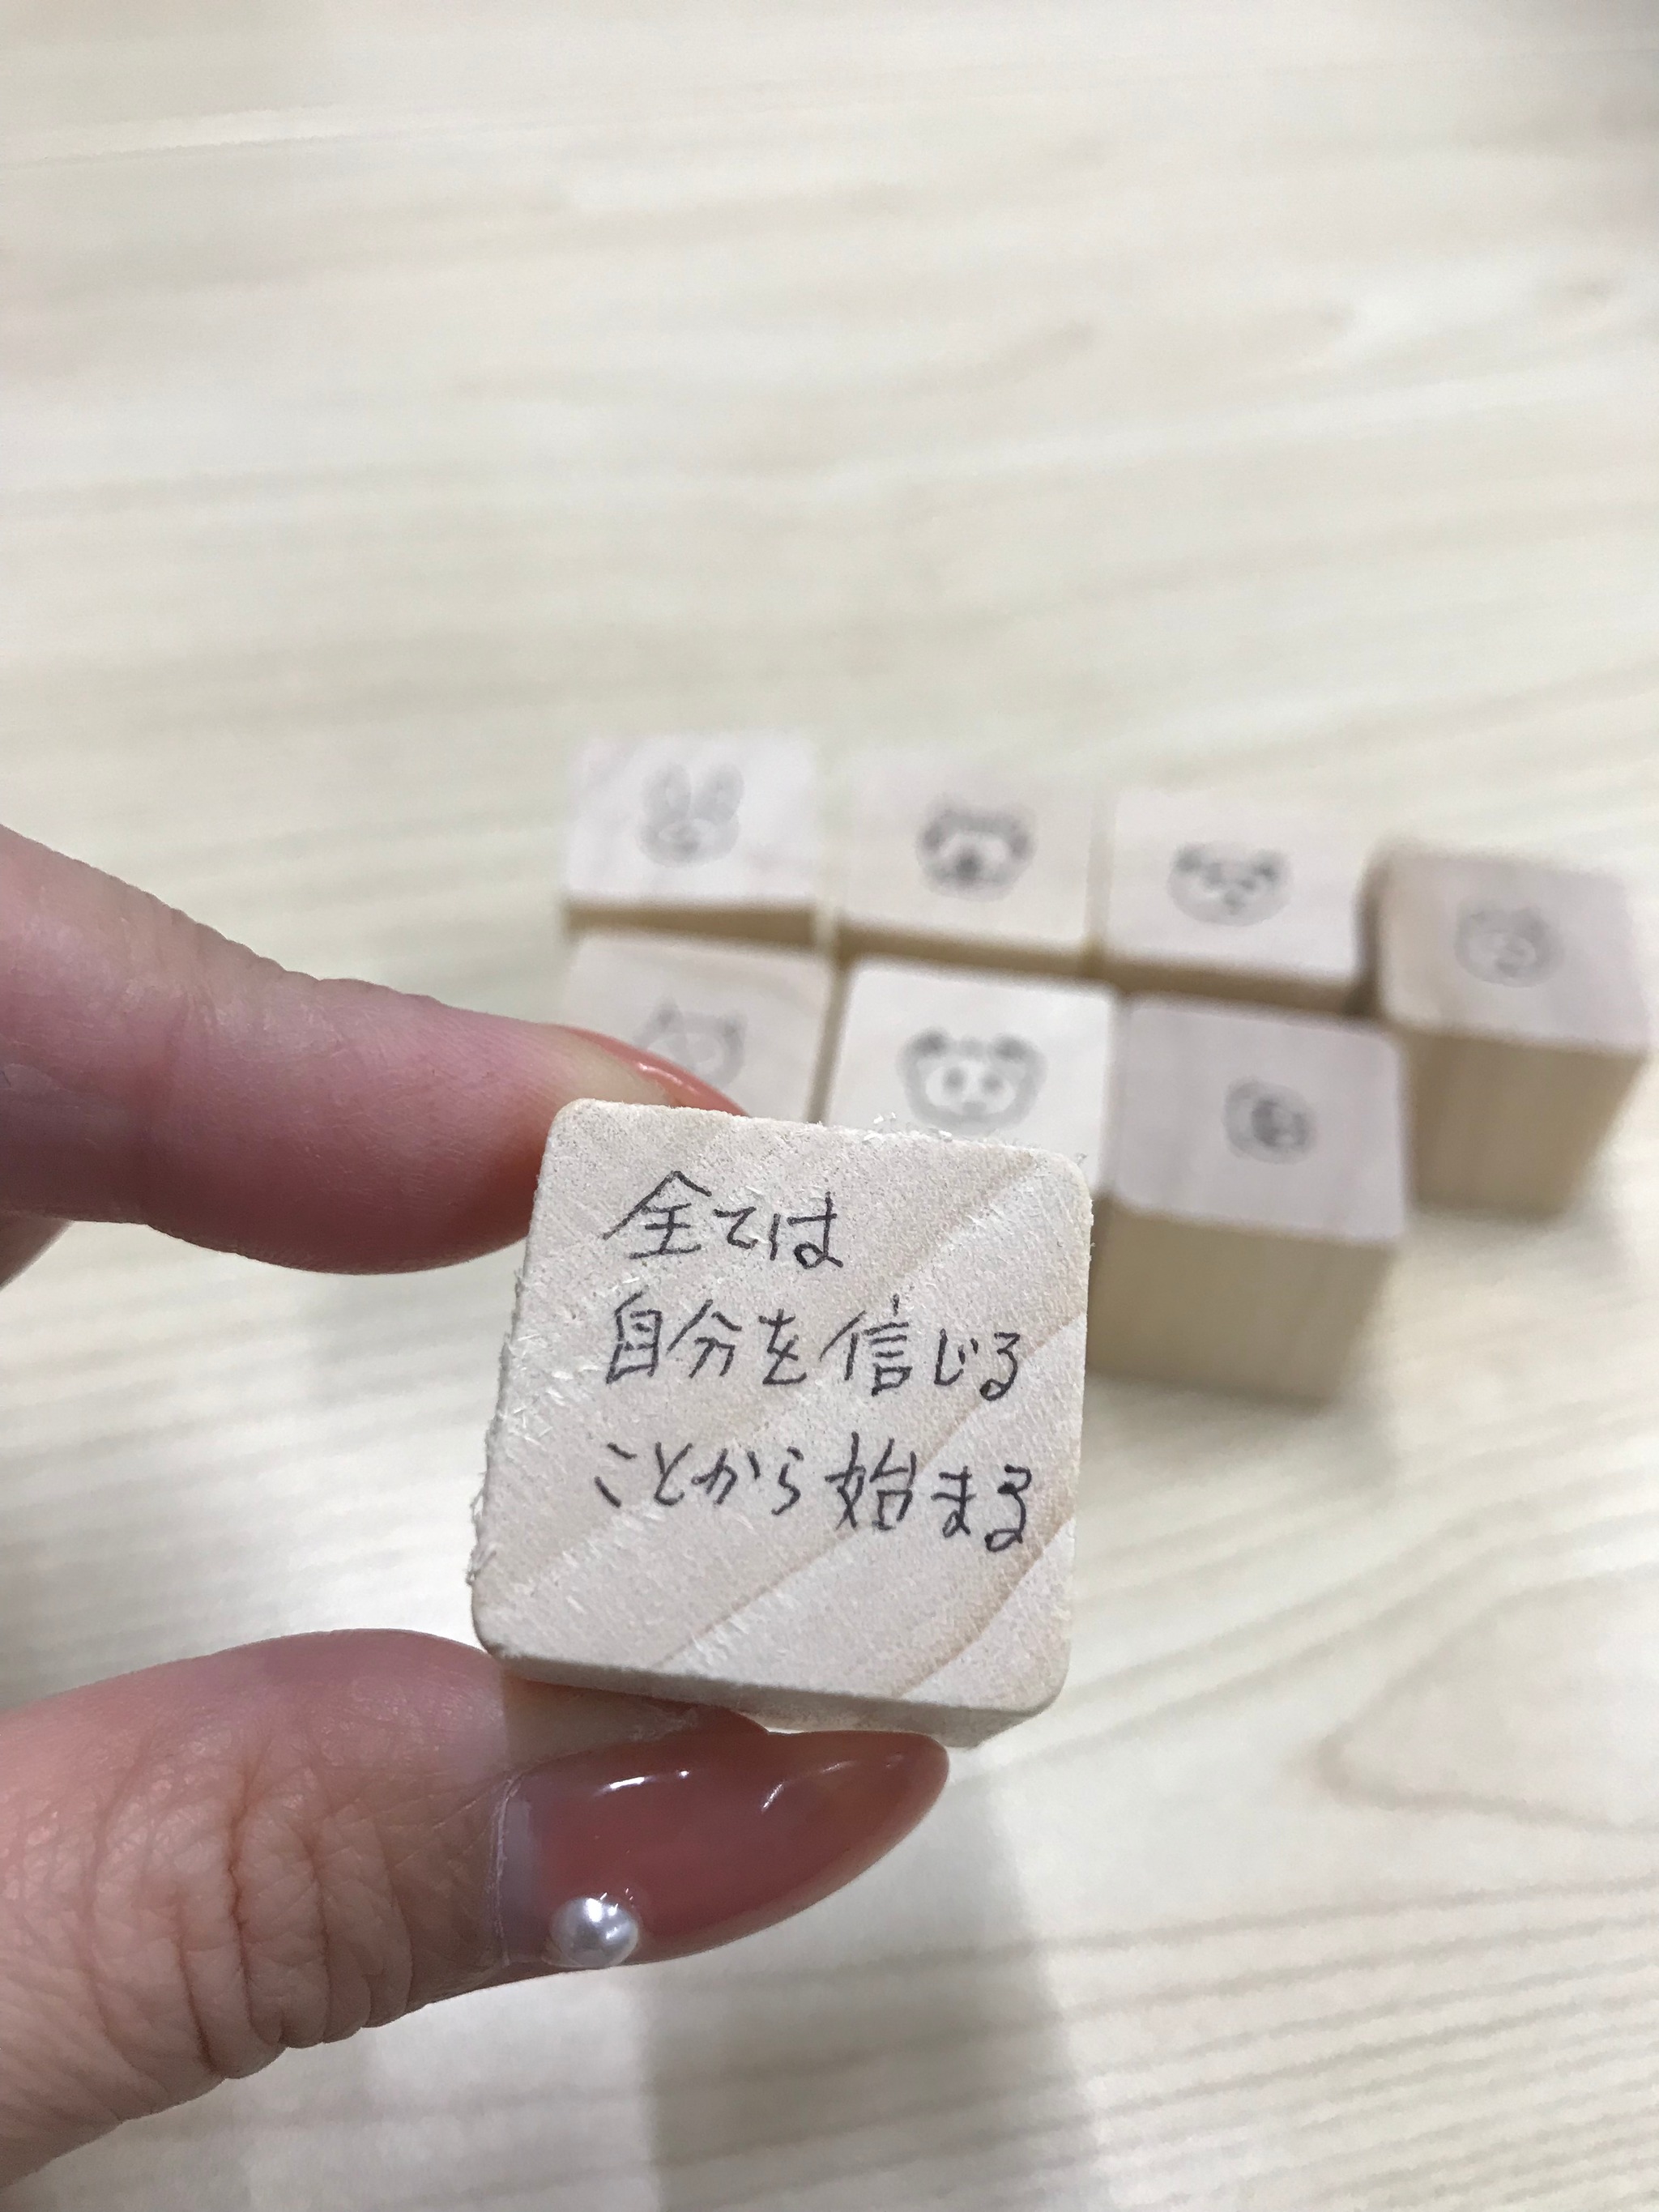 全ては
自分を信じる
ことから始まる